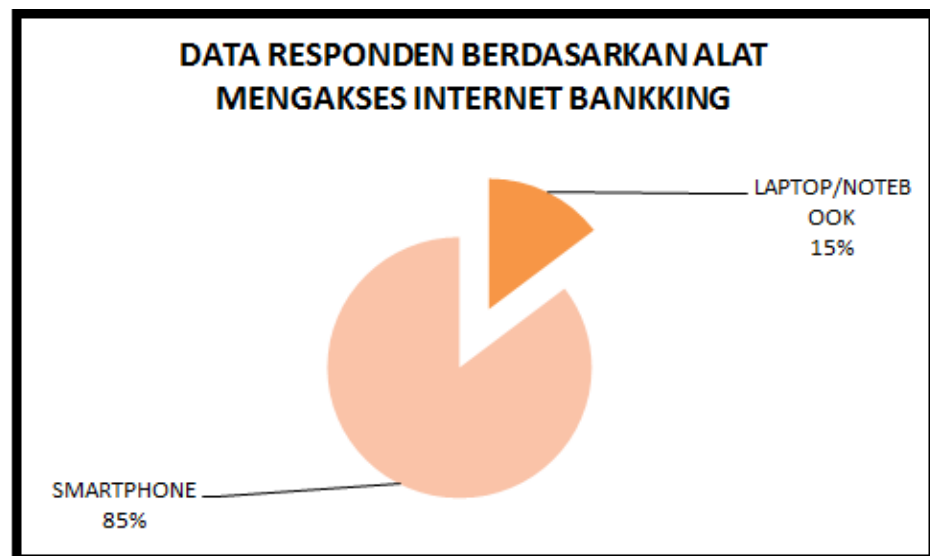 DATA RESPONDEN BERDASARKAN ALAT
MENGAKSES INTERNET BANKKING
LAPTOP/NOTEB
OOK
15%
SMARTPHONE
85%